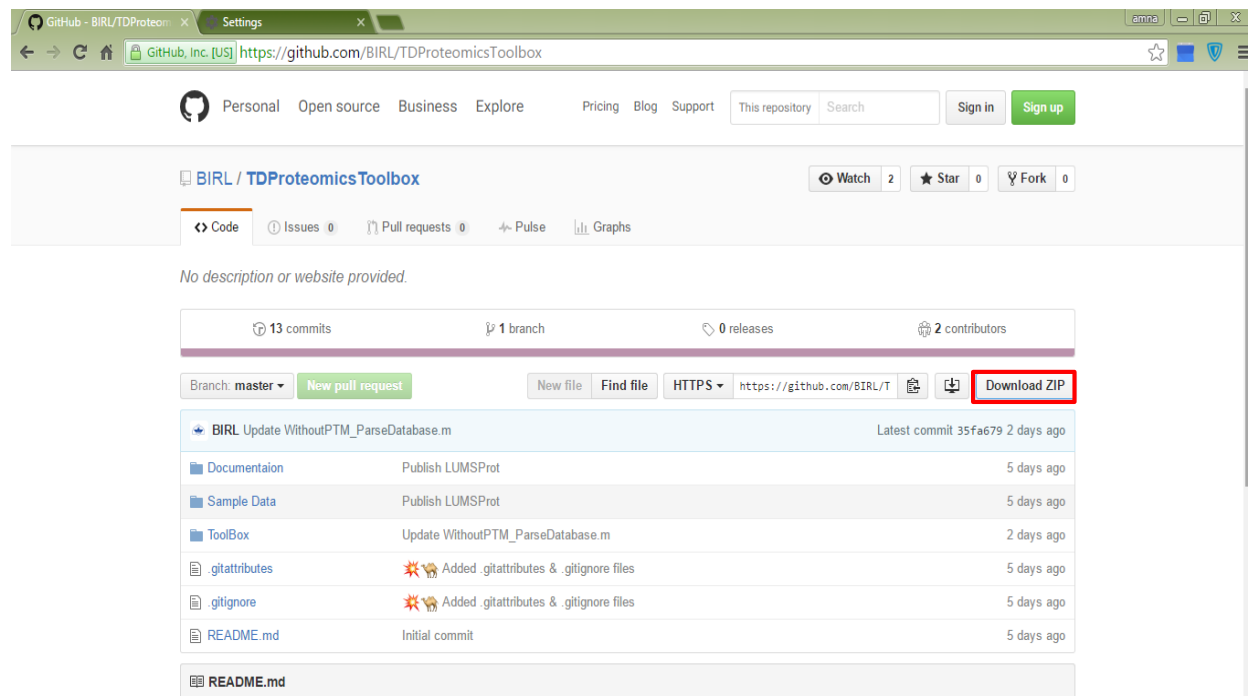 GitHub - BIRL/TDProteom Settings amna
GitHub, Inc. [US] https://github.com/BIRL/TDProteomicsToolbox
Personal Open source Business Explore Pricing Blog Support This repository Search Sign in Sign up
BIRL / TDProteomicsToolbox Watch 2 Star 0 Fork 0
Code Issues 0 Pull requests 0 Pulse Graphs
No description or website provided.
13 commits 1 branch 0 releases 2 contributors
Branch: master New pull request New file Find file HTTPS https://github.com/BIRL/T Download ZIP
BIRL Update WithoutPTM_ParseDatabase.m Latest commit 35fa679 2 days ago
Documentaion Publish LUMSProt 5 days ago
Sample Data Publish LUMSProt 5 days ago
ToolBox Update WithoutPTM_ParseDatabase.m 2 days ago
.gitattributes Added .gitattributes & .gitignore files 5 days ago
.gitignore Added .gitattributes & .gitignore files 5 days ago
README.md Initial commit 5 days ago
README.md